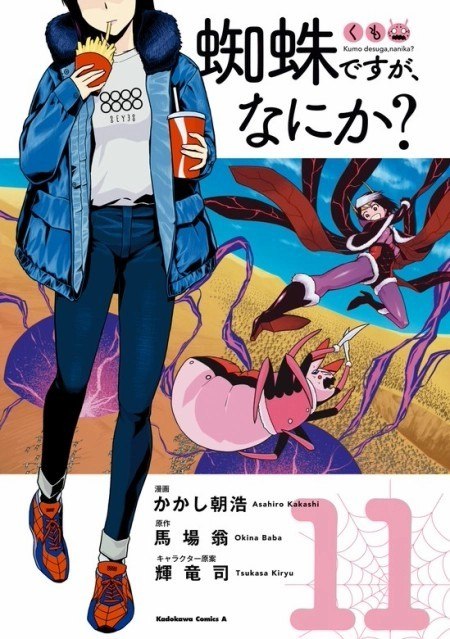 くも
Kumo desuga,nanika?
蜘蛛ですが、
なにか?
8EY38
漫画
かかし朝浩 Asahiro Kakashi
原作
馬場翁 Okina Baba
キャラクター原案
輝竜司 Tsukasa Kiryu
11
Kadokawa Comics A